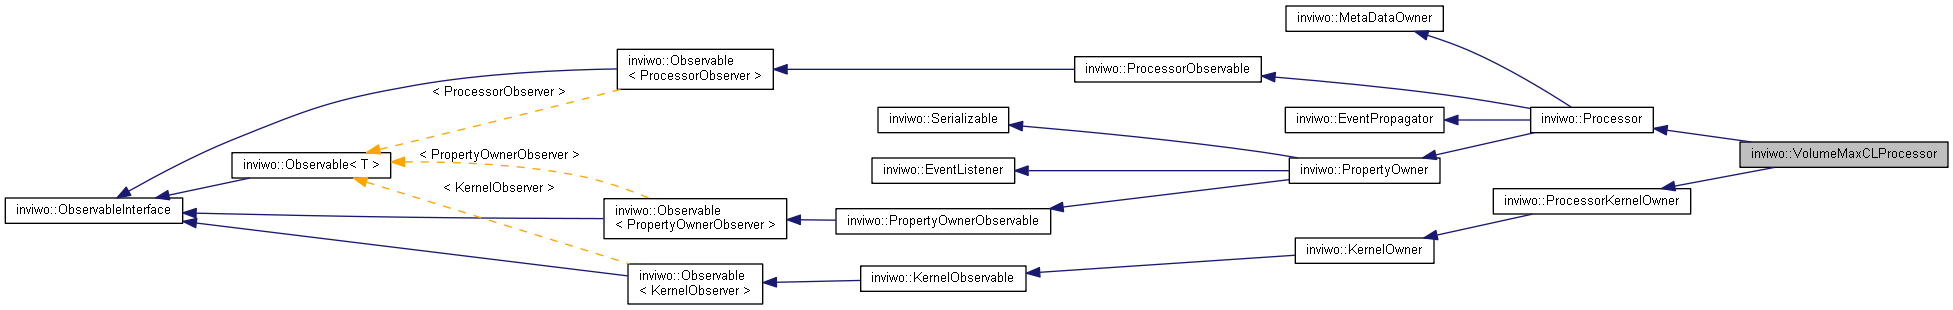 inviwo::MetaDataOwner
inviwo::Observable
< ProcessorObserver >
inviwo::ProcessorObservable
< ProcessorObserver >
inviwo::Serializable
inviwo::EventPropagator
inviwo::Processor
inviwo::Observable< T >
< PropertyOwnerObserver >
inviwo::VolumeMaxCLProcessor
inviwo::EventListener
inviwo::PropertyOwner
< KernelObserver >
inviwo::ObservableInterface
inviwo::Observable
< PropertyOwnerObserver >
inviwo::PropertyOwnerObservable
inviwo::ProcessorKernelOwner
inviwo::KernelOwner
inviwo::Observable
< KernelObserver >
inviwo::KernelObservable